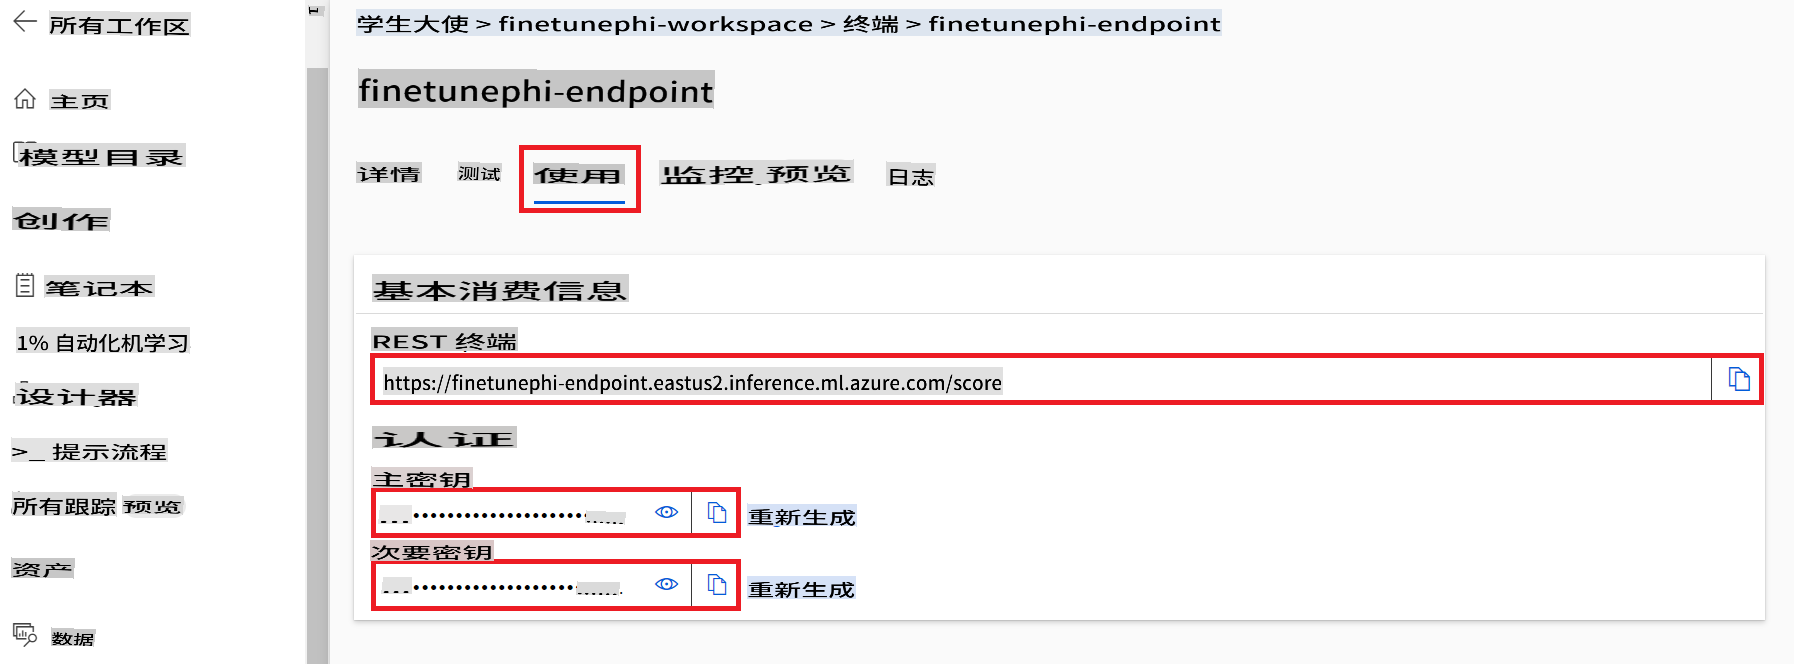 所有工作区
主页
模型目录
创作
笔记本
1% 自动化机学习
设计器
>_ 提示流程
所有跟踪 预览
资产
数据
学生大使 > finetunephi-workspace > 终端 > finetunephi-endpoint
finetunephi-endpoint
详情 测试 使用 监控 预览 日志
基本消费信息
REST 终端
https://finetunephi-endpoint.eastus2.inference.ml.azure.com/score
认证
主密钥
重新生成
次要密钥
重新生成